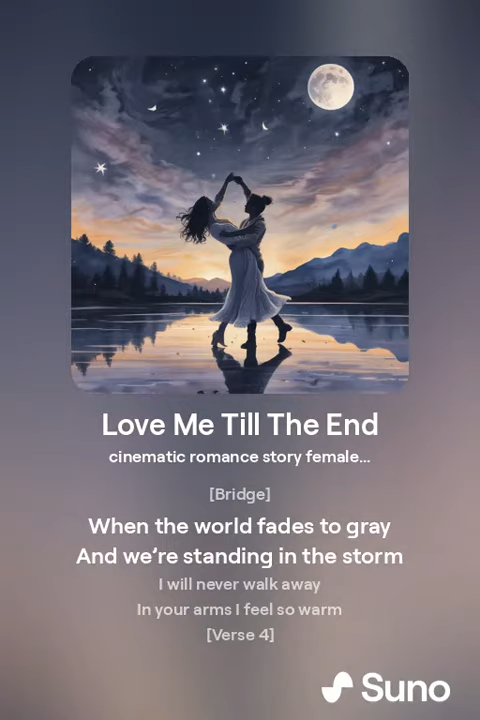 Love Me Till The End
cinematic romance story female...
[Bridge]
When the world fades to gray
And we're standing in the storm
I will never walk away
In your arms I feel so warm
[Verse 4]
Suno